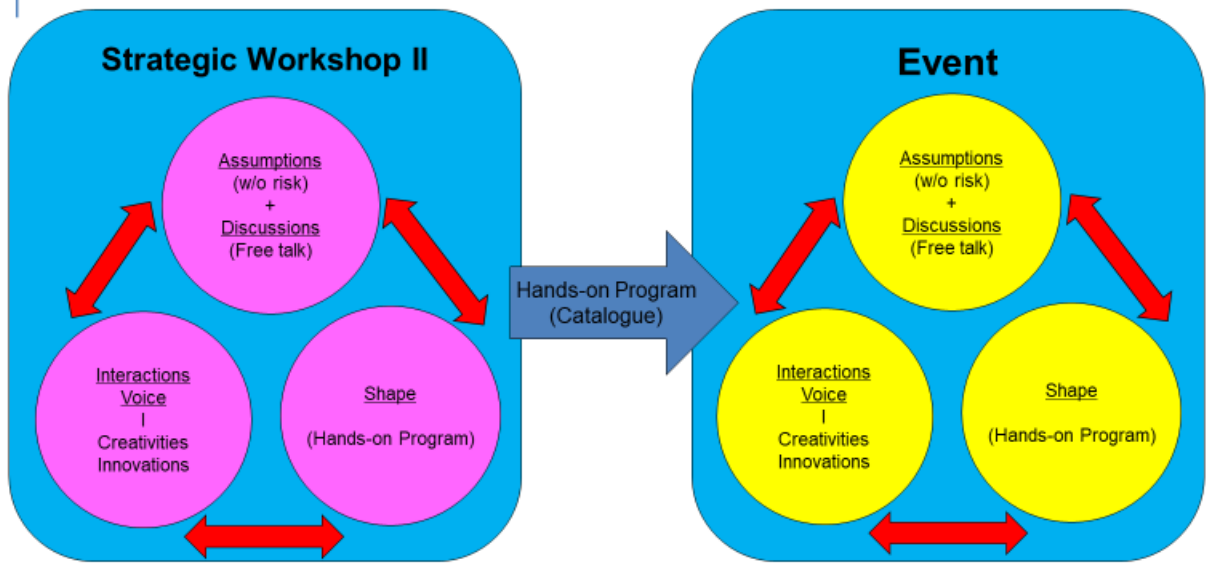 Strategic Workshop II
Assumptions
(w/o risk)
+
Discussions
(Free talk)
Interactions
Voice
I
Creativities
Innovations
Shape
(Hands-on Program)
Hands-on Program
(Catalogue)
Event
Assumptions
(w/o risk)
+
Discussions
(Free talk)
Interactions
Voice
I
Creativities
Innovations
Shape
(Hands-on Program)